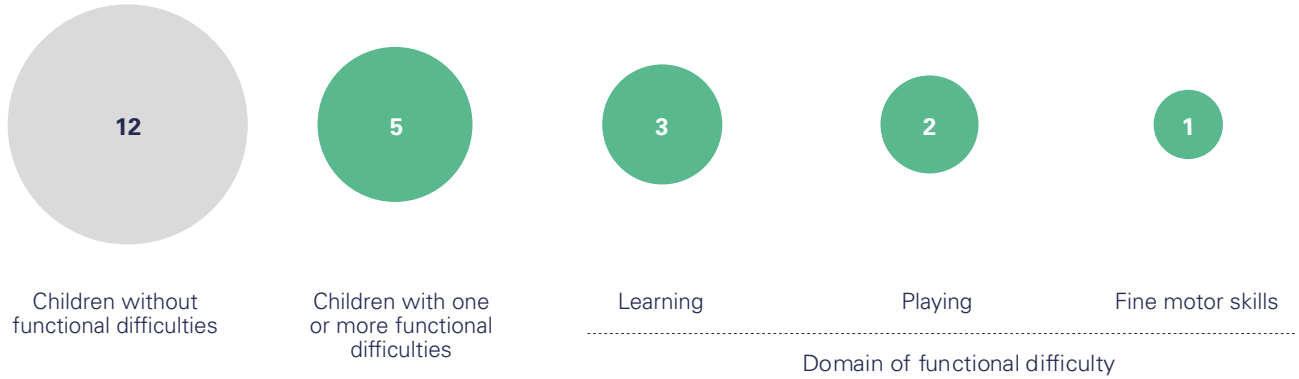 12
5
3
2
1
Children without
functional difficulties
Children with one
or more functional
difficulties
Learning
Playing
Fine motor skills
Domain of functional difficulty